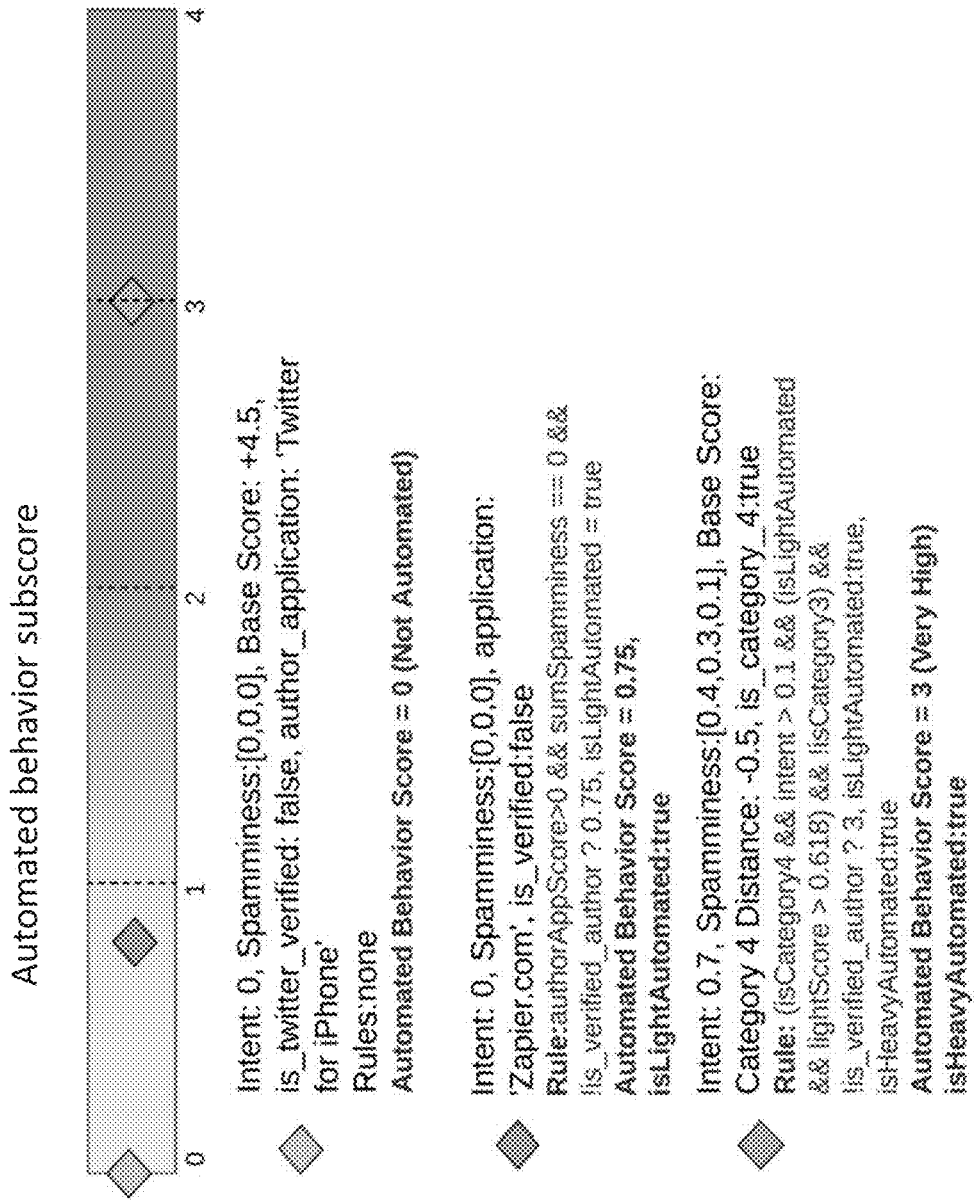 Automated behavior subscore
0 1 2 3 4
Intent: 0, Spamminess:[0,0,0], Base Score: +4.5,
is_twitter_verified: false, author_application: 'Twitter
for iPhone'
Rules:none
Automated Behavior Score = 0 (Not Automated)
Intent: 0, Spamminess:[0,0,0], application:
'Zapier.com', is_verified:false
Rule:authorAppScore>0 && sumSpamminess == 0 &&
!is_verified_author ? 0.75, isLightAutomated = true
Automated Behavior Score = 0.75,
isLightAutomated:true
Intent: 0.7, Spamminess:[0.4,0.3,0.1], Base Score:
Category 4 Distance: -0.5, is_category_4:true
Rule: (isCategory4 && intent > 0.1 && (isLightAutomated
&& lightScore > 0.618) && !isCategory3) &&
!is_verified_author ? 3, isLightAutomated:true,
isHeavyAutomated:true
Automated Behavior Score = 3 (Very High)
isHeavyAutomated:true